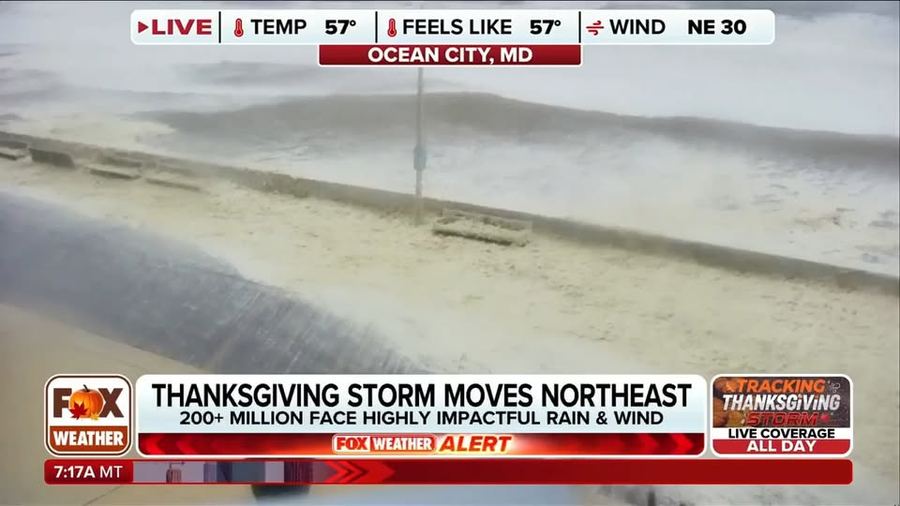 LIVE TEMP 57° FEELS LIKE 57° WIND NE 30
OCEAN CITY, MD
THANKSGIVING STORM MOVES NORTHEAST
200+ MILLION FACE HIGHLY IMPACTFUL RAIN & WIND
FOX WEATHER ALERT
FOX
WEATHER
TRACKING
THANKSGIVING
STORM
LIVE COVERAGE
ALL DAY
7:17A MT